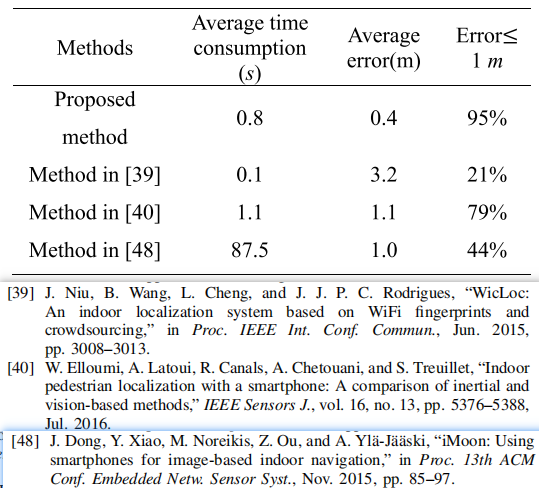 Methods Average time consumption (s) Average error(m) Error≤ 1 m
Proposed method 0.8 0.4 95%
Method in [39] 0.1 3.2 21%
Method in [40] 1.1 1.1 79%
Method in [48] 87.5 1.0 44%
[39] J. Niu, B. Wang, L. Cheng, and J. J. P. C. Rodrigues, “WicLoc:
An indoor localization system based on WiFi fingerprints and
crowdsourcing,” in Proc. IEEE Int. Conf. Commun., Jun. 2015,
pp. 3008–3013.
[40] W. Elloumi, A. Latoui, R. Canals, A. Chetouani, and S. Treuillet, “Indoor
pedestrian localization with a smartphone: A comparison of inertial and
vision-based methods,” IEEE Sensors J., vol. 16, no. 13, pp. 5376–5388,
Jul. 2016.
[48] J. Dong, Y. Xiao, M. Noreikis, Z. Ou, and A. Ylä-Jääski, “iMoon: Using
smartphones for image-based indoor navigation,” in Proc. 13th ACM
Conf. Embedded Netw. Sensor Syst., Nov. 2015, pp. 85–97.